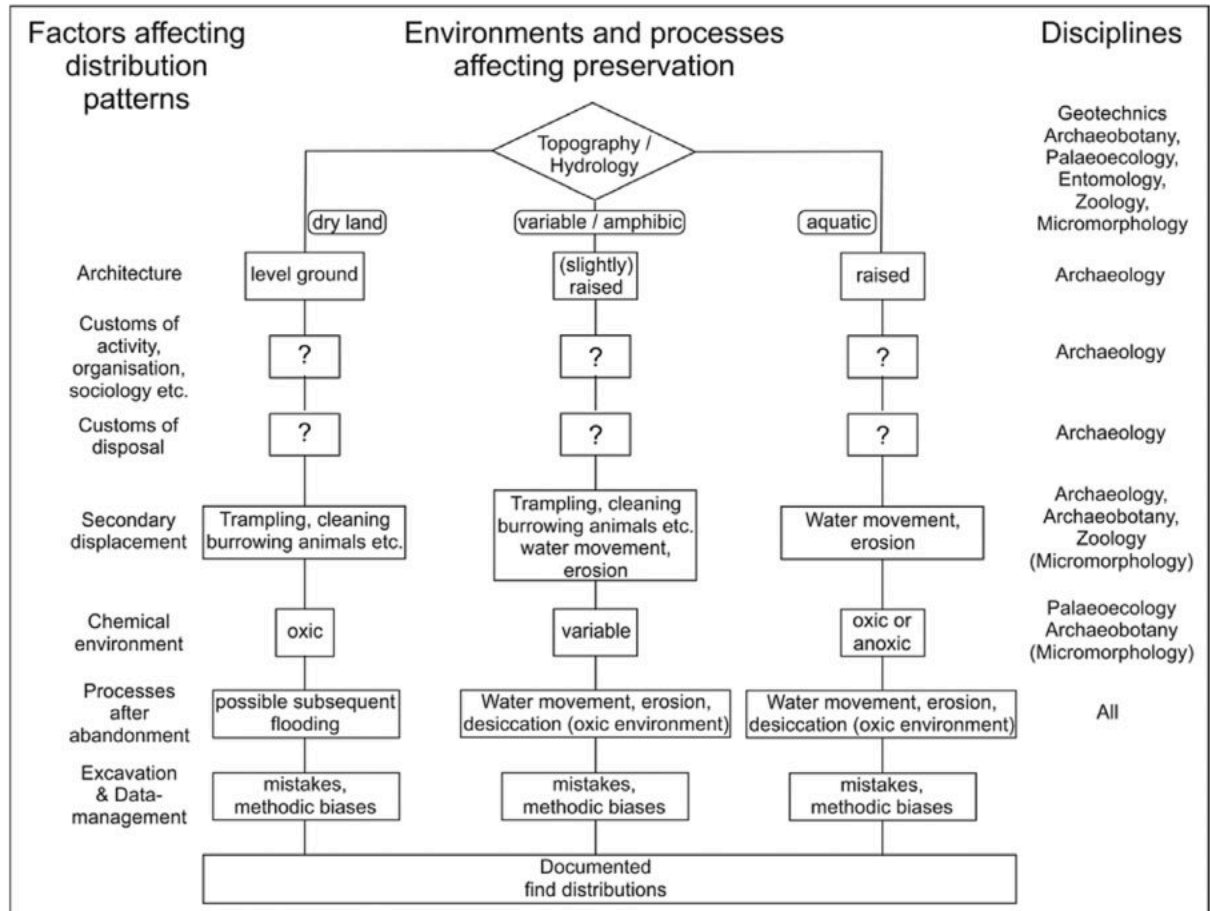 Factors affecting
distribution
patterns
Environments and processes
affecting preservation
Disciplines
Topography /
Hydrology
Geotechnics
Archaeobotany,
Palaeoecology,
Entomology,
Zoology,
Micromorphology
dry land
variable / amphibic
aquatic
Architecture
level ground
(slightly)
raised
raised
Archaeology
Customs of
activity,
organisation,
sociology etc.
?
?
?
Archaeology
Customs of
disposal
?
?
?
Archaeology
Secondary
displacement
Trampling, cleaning
burrowing animals etc.
Trampling, cleaning
burrowing animals etc.
water movement,
erosion
Water movement,
erosion
Archaeology,
Archaeobotany,
Zoology
(Micromorphology)
Chemical
environment
oxic
variable
oxic or
anoxic
Palaeoecology
Archaeobotany
(Micromorphology)
Processes
after
abandonment
possible subsequent
flooding
Water movement, erosion,
desiccation (oxic environment)
Water movement, erosion,
desiccation (oxic environment)
All
Excavation
& Data-
management
mistakes,
methodic biases
mistakes,
methodic biases
mistakes,
methodic biases
Documented
find distributions